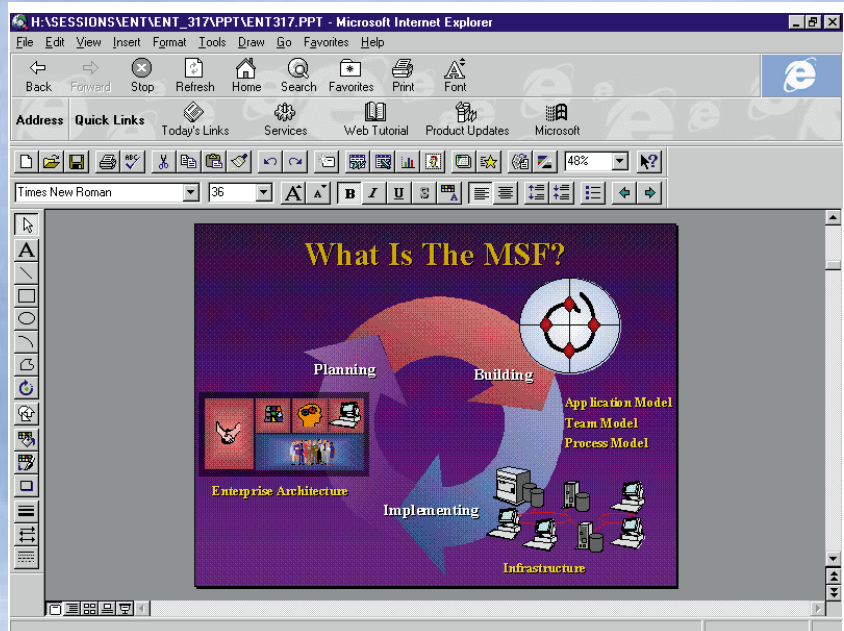 H:\SESSIONS\ENT\ENT_317\PPT\ENT317.PPT - Microsoft Internet Explorer
File Edit View Insert Format Tools Draw Go Favorites Help
Back Forward Stop Refresh Home Search Favorites Print Font
Address Quick Links Today's Links Services Web Tutorial Product Updates Microsoft
ABC 48%
Times New Roman 36 A A B I U S A
A
What Is The MSF?
Planning
Building
Application Model
Team Model
Process Model
Enterprise Architecture
Implementing
Infrastructure